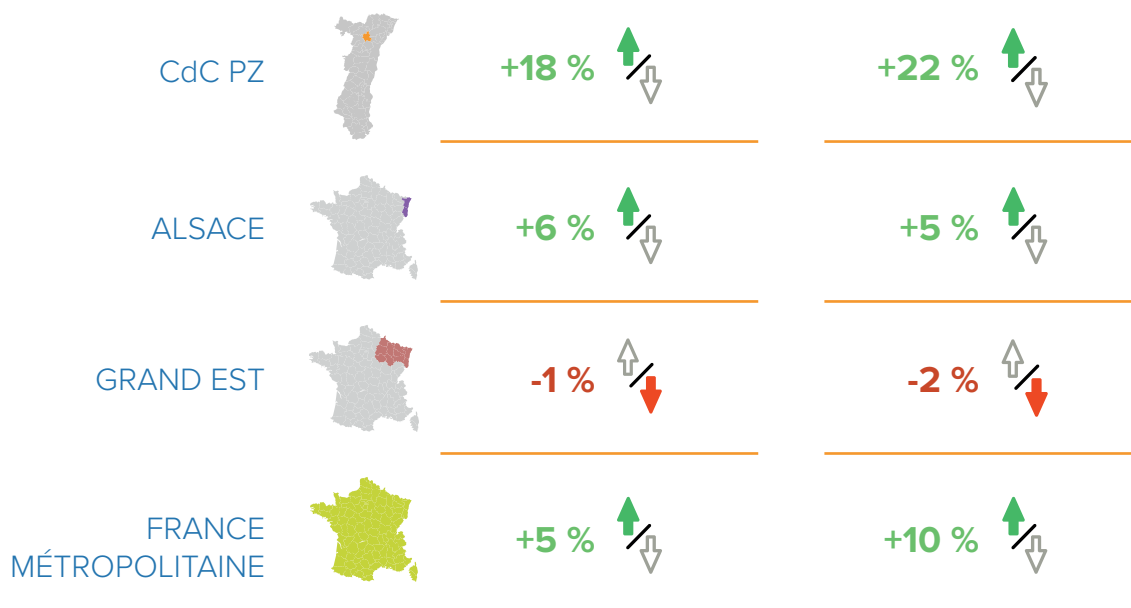 CdC PZ
+18 %
+22 %
ALSACE
+6 %
+5 %
GRAND EST
-1 %
-2 %
FRANCE
MÉTROPOLITAINE
+5 %
+10 %